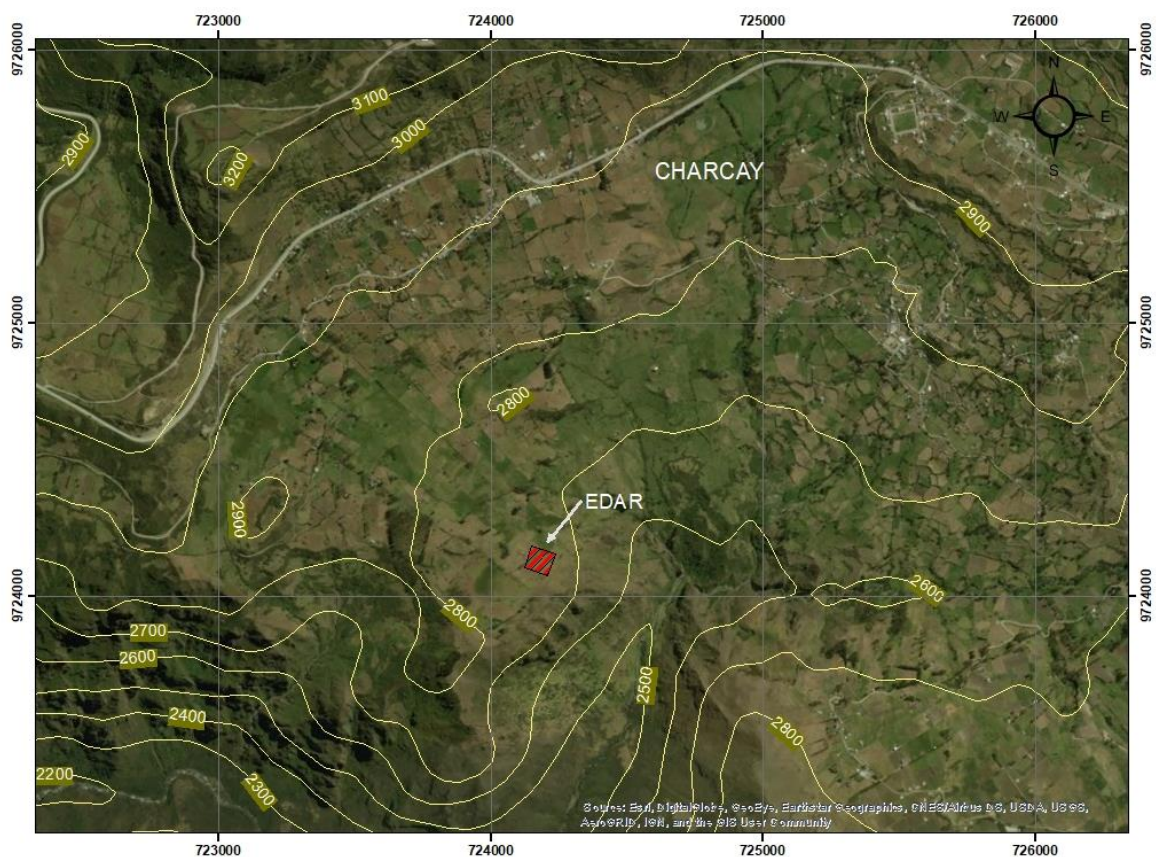 723000 724000 725000 726000
9726000 9726000
N
W E
S
3100
3000
2900
3200
CHARCAY
2900
9725000 9725000
2800
2900
EDAR
9724000 9724000
2600
2800
2700
2600
2500
2400
2800
2200
2300
Source: Esri, DigitalGlobe, GeoEye, Earthstar Geographics, CNES/Airbus DS, USDA, USGS,
AeroGRID, IGN, and the GIS User Community
723000 724000 725000 726000